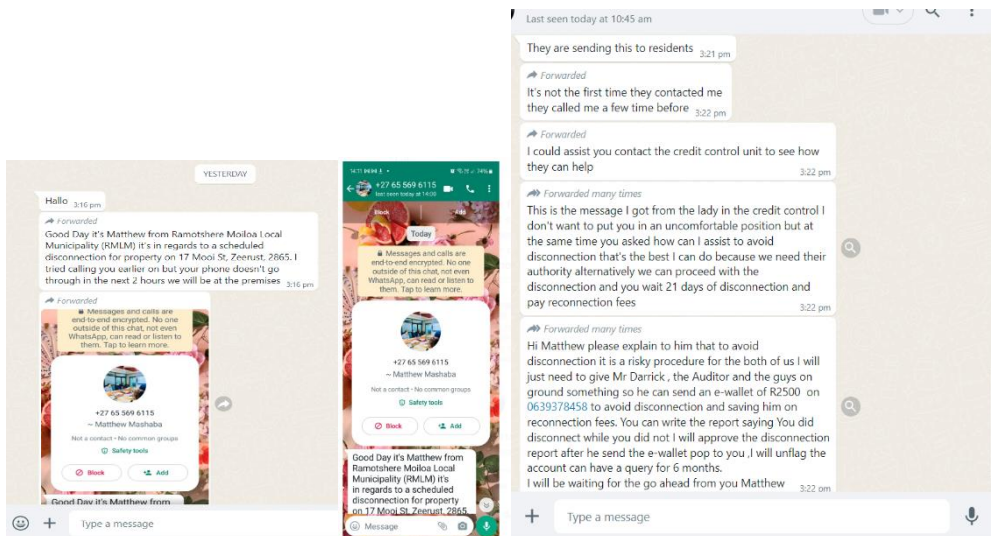 YESTERDAY
Hallo 3:16 pm
Forwarded
Good Day it's Matthew from Ramotshere Moiloa Local
Municipality (RMLM) it's in regards to a scheduled
disconnection for property on 17 Mooi St, Zeerust, 2865. I
tried calling you earlier on but your phone doesn't go
through in the next 2 hours we will be at the premises 3:16 pm
Forwarded
Messages and calls are
end-to-end encrypted. No one
outside of this chat, not even
WhatsApp, can read or listen to
them. Tap to learn more.
+27 65 569 6115
~ Matthew Mashaba
Not a contact • No common groups
Safety tools
Block
Add
Good Day it's Matthew from
Type a message
+27 65 569 6115
last seen today at 14:09
Block
Add
Today
Messages and calls are
end-to-end encrypted. No one
outside of this chat, not even
WhatsApp, can read or listen to
them. Tap to learn more.
+27 65 569 6115
~ Matthew Mashaba
Not a contact • No common groups
Safety tools
Block
Add
Good Day it's Matthew from
Ramotshere Moiloa Local
Municipality (RMLM) it's
in regards to a scheduled
disconnection for property
on 17 Mooi St, Zeerust, 2865.
Message
Last seen today at 10:45 am
They are sending this to residents 3:21 pm
Forwarded
It's not the first time they contacted me
they called me a few time before 3:22 pm
Forwarded
I could assist you contact the credit control unit to see how
they can help 3:22 pm
Forwarded many times
This is the message I got from the lady in the credit control I
don't want to put you in an uncomfortable position but at
the same time you asked how can I assist to avoid
disconnection that's the best I can do because we need their
authority alternatively we can proceed with the
disconnection and you wait 21 days of disconnection and
pay reconnection fees
3:22 pm
Forwarded many times
Hi Matthew please explain to him that to avoid
disconnection it is a risky procedure for the both of us I will
just need to give Mr Darrick , the Auditor and the guys on
ground something so he can send an e-wallet of R2500 on
0639378458 to avoid disconnection and saving him on
reconnection fees. You can write the report saying You did
disconnect while you did not I will approve the disconnection
report after he send the e-wallet pop to you ,I will unflag the
account can have a query for 6 months.
I will be waiting for the go ahead from you Matthew 3:22 pm
Type a message